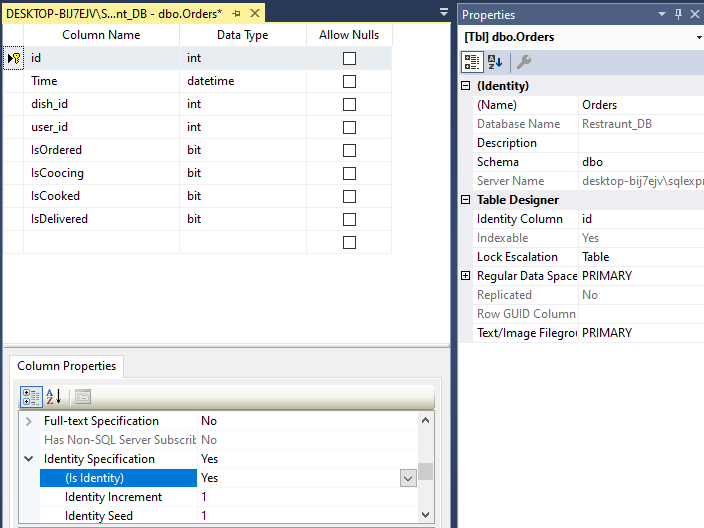 DESKTOP-BIJ7EJV\S...nt_DB - dbo.Orders*
Column Name Data Type Allow Nulls
id int
Time datetime
dish_id int
user_id int
IsOrdered bit
IsCoocing bit
IsCooked bit
IsDelivered bit
Column Properties
Full-text Specification No
Has Non-SQL Server Subscrib No
Identity Specification Yes
(Is Identity) Yes
Identity Increment 1
Identity Seed 1
Properties
[Tbl] dbo.Orders
(Identity)
(Name) Orders
Database Name Restraunt_DB
Description
Schema dbo
Server Name desktop-bij7ejv\sqlexpr
Table Designer
Identity Column id
Indexable Yes
Lock Escalation Table
Regular Data Space PRIMARY
Replicated No
Row GUID Column
Text/Image Filegrou PRIMARY